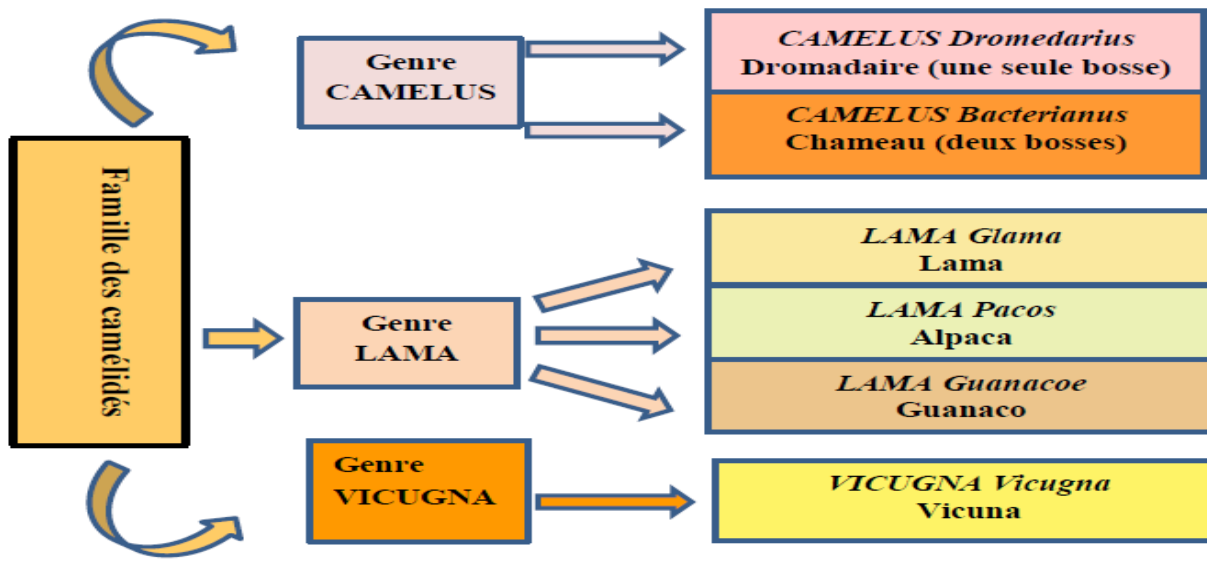 Famille des camélidés
Genre
CAMELUS
CAMELUS Dromedarius
Dromadaire (une seule bosse)
CAMELUS Bacterianus
Chameau (deux bosses)
Genre
LAMA
LAMA Glama
Lama
LAMA Pacos
Alpaca
LAMA Guanacoe
Guanaco
Genre
VICUGNA
VICUGNA Vicugna
Vicuna